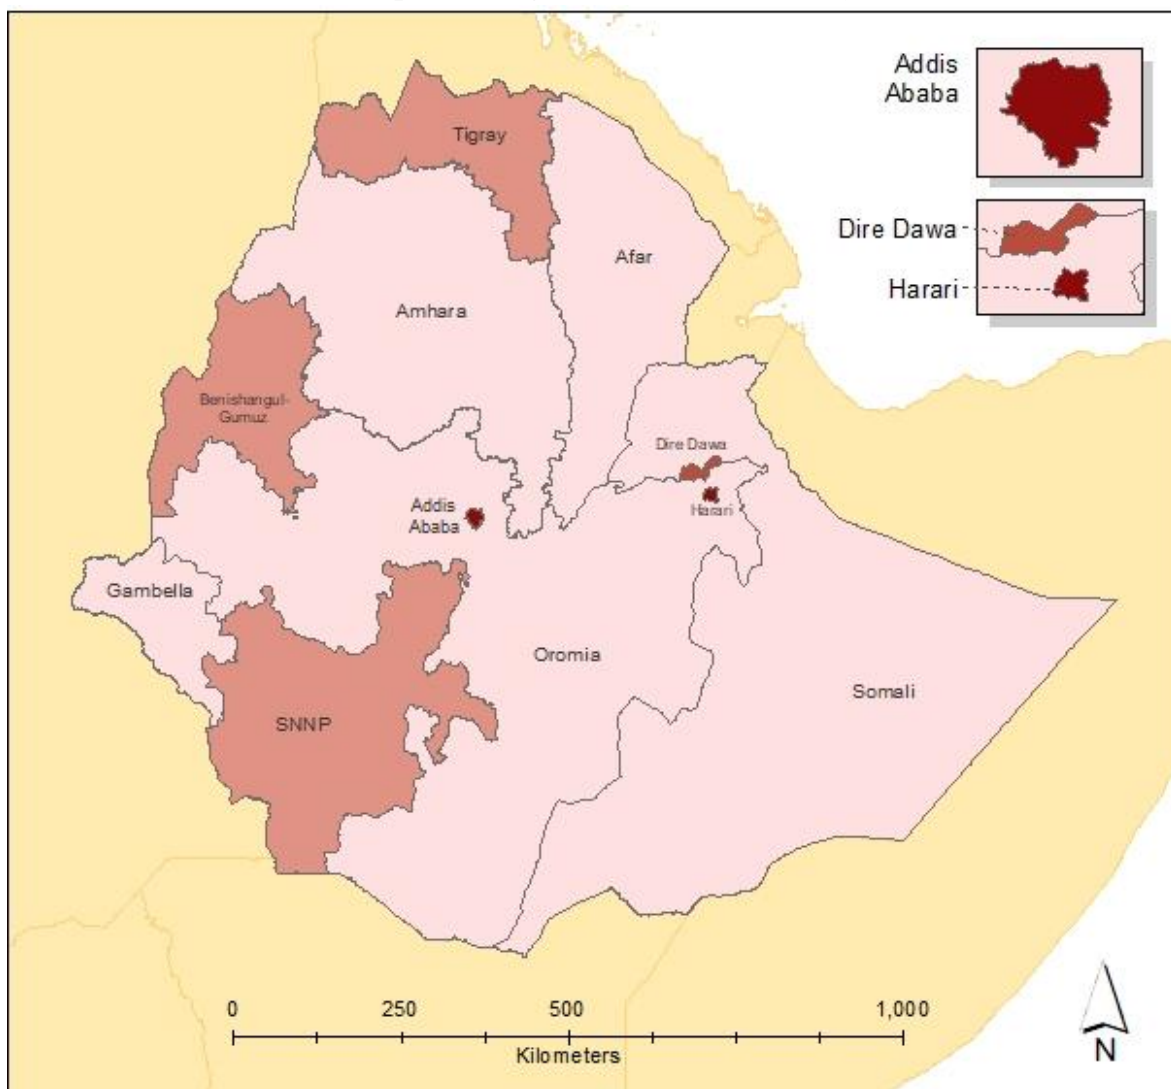 Addis
Ababa
Tigray
Dire Dawa
Afar
Harari
Amhara
Benishangul-
Gumuz
Dire Dawa
Addis
Ababa
Harari
Gambella
Oromia
Somali
SNNP
0 250 500 1,000
Kilometers
N